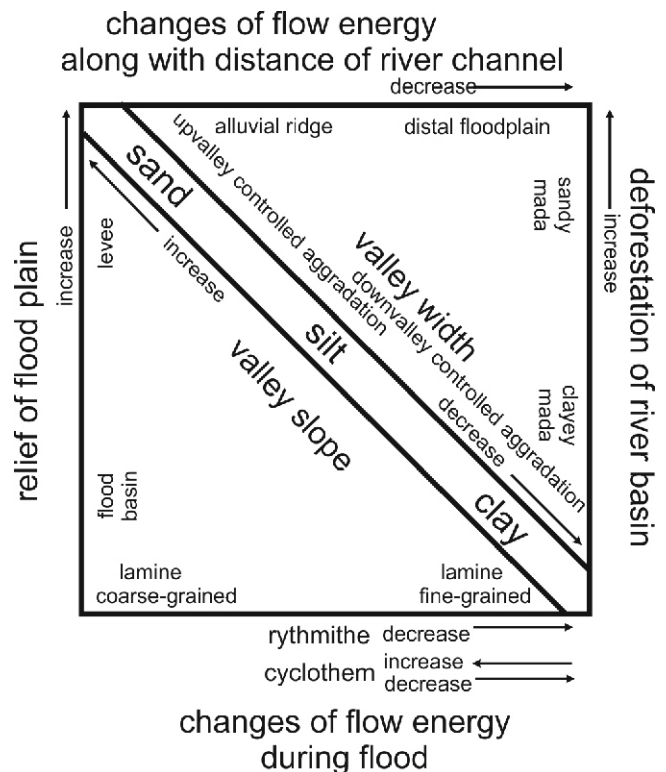 changes of flow energy
along with distance of river channel
decrease
alluvial ridge
distal floodplain
upvalley controlled aggradation
sand
increase
levee
increase
relief of flood plain
sandy
mada
increase
deforestation of river basin
valley width
downvalley controlled aggradation
silt
valley slope
clayey
mada
decrease
clay
flood
basin
lamine
coarse-grained
lamine
fine-grained
rythmithe decrease
cyclothem increase
decrease
changes of flow energy
during flood